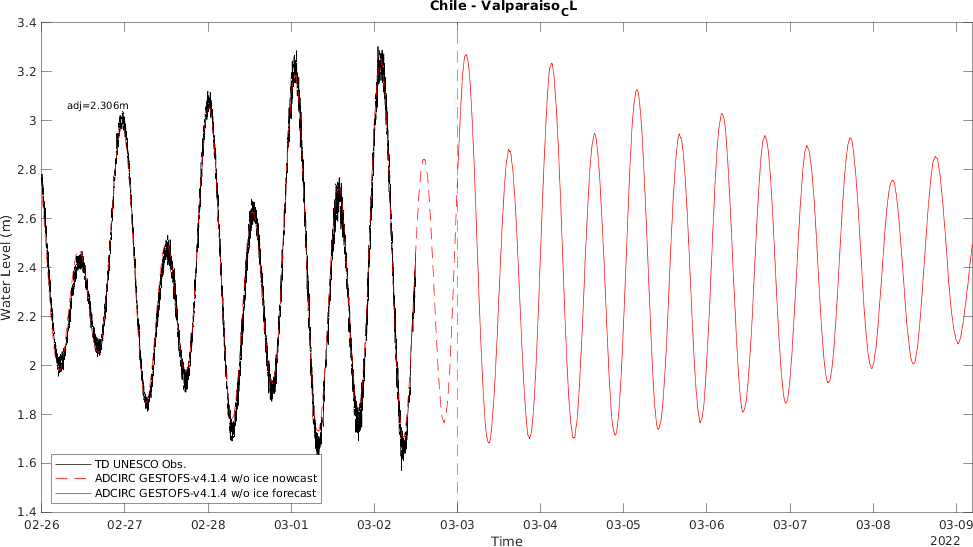 Chile - Valparaiso_CL
3.4
3.2
3
2.8
2.6
2.4
2.2
2
1.8
1.6
1.4
Water Level (m)
adj=2.306m
TD UNESCO Obs.
ADCIRC GESTOFS-v4.1.4 w/o ice nowcast
ADCIRC GESTOFS-v4.1.4 w/o ice forecast
02-26 02-27 02-28 03-01 03-02 03-03 03-04 03-05 03-06 03-07 03-08 03-09
Time
2022